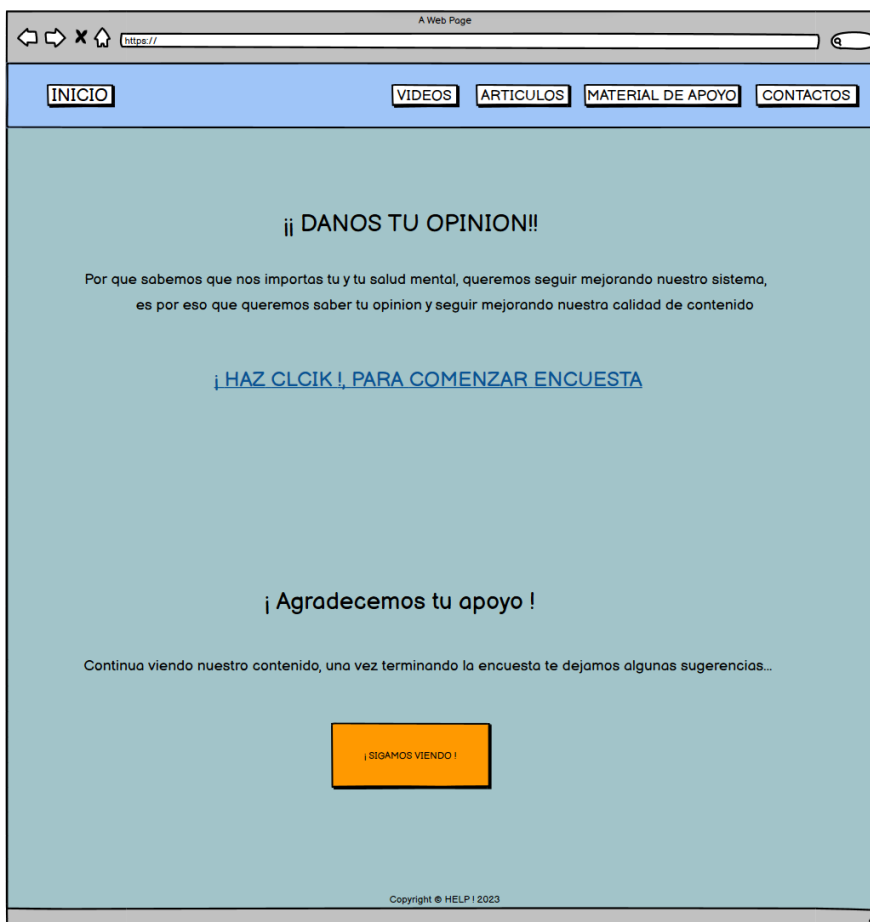 A Web Page
https://
INICIO
VIDEOS
ARTICULOS
MATERIAL DE APOYO
CONTACTOS
¡¡ DANOS TU OPINION!!
Por que sabemos que nos importas tu y tu salud mental, queremos seguir mejorando nuestro sistema,
es por eso que queremos saber tu opinion y seguir mejorando nuestra calidad de contenido
¡ HAZ CLCIK !, PARA COMENZAR ENCUESTA
¡ Agradecemos tu apoyo !
Continua viendo nuestro contenido, una vez terminando la encuesta te dejamos algunas sugerencias...
¡ SIGAMOS VIENDO !
Copyright © HELP ! 2023